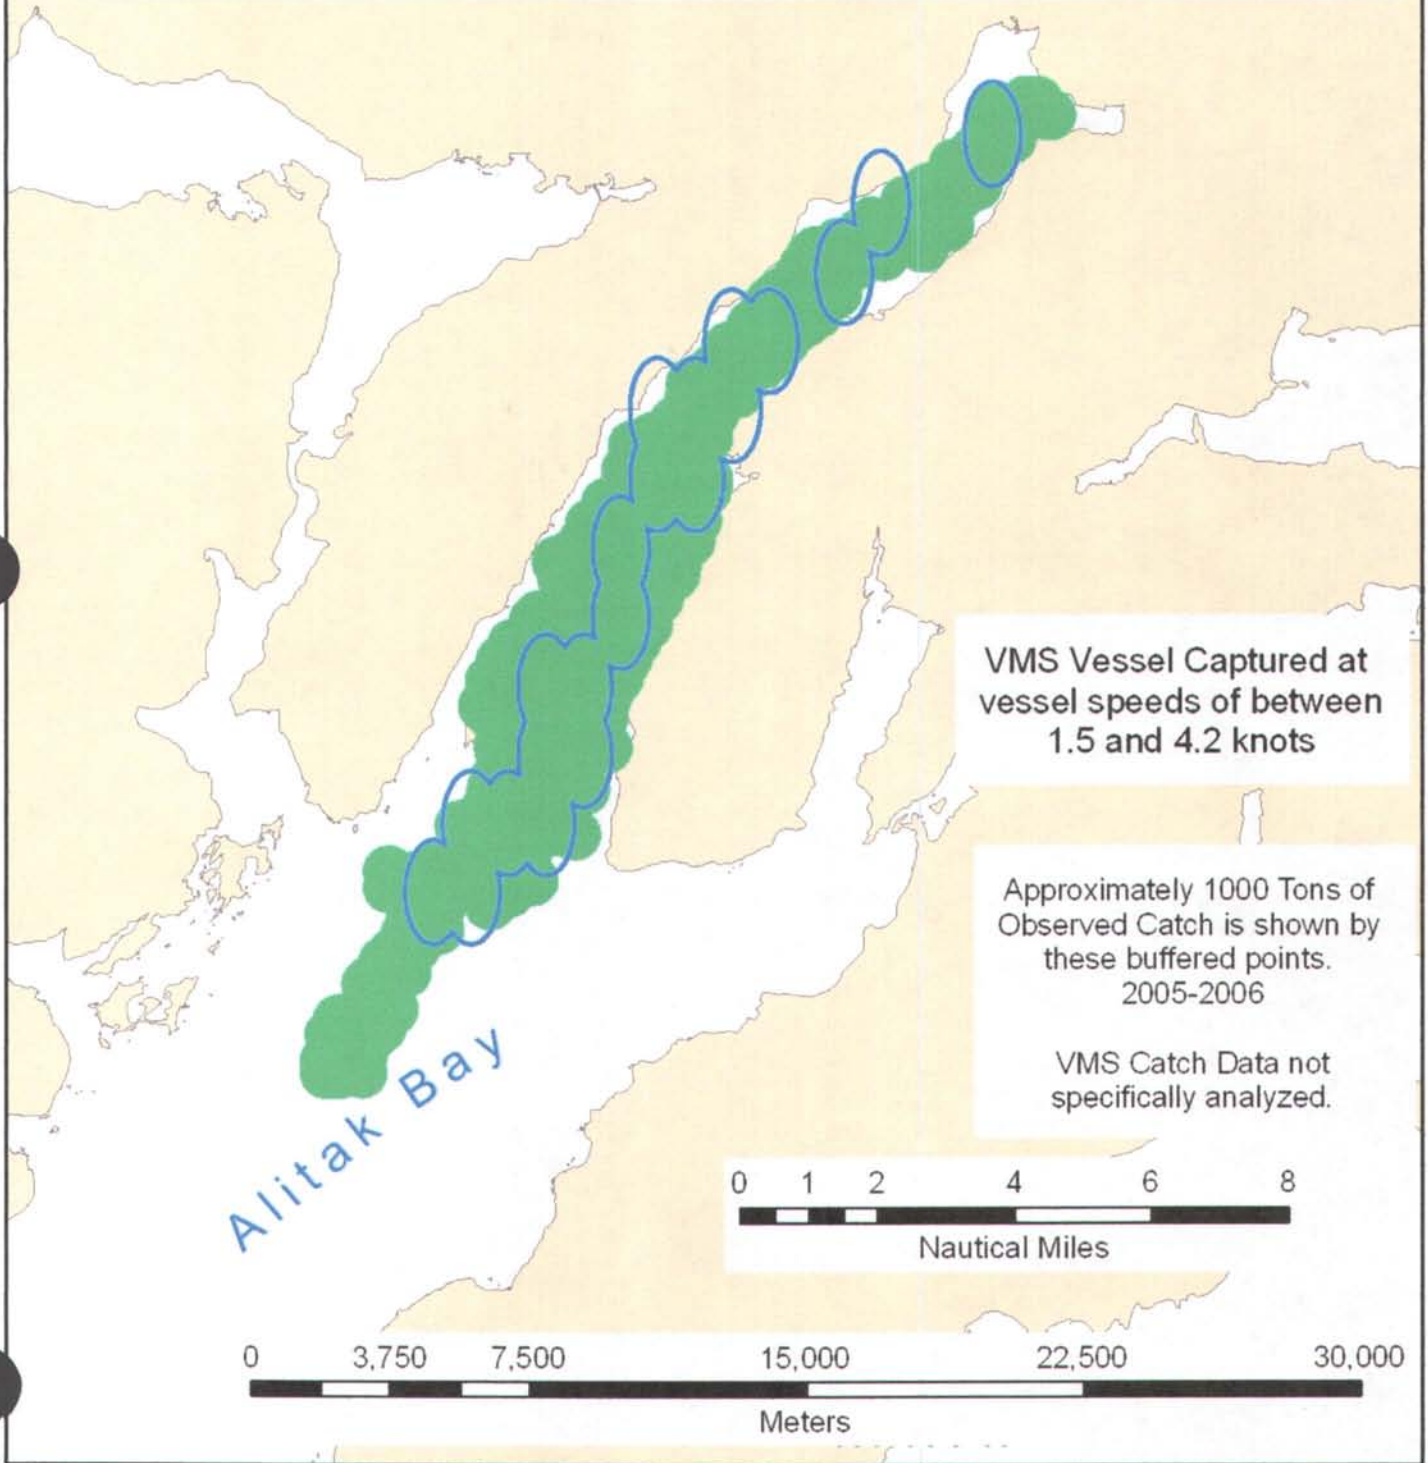 VMS Vessel Captured at
vessel speeds of between
1.5 and 4.2 knots
Approximately 1000 Tons of
Observed Catch is shown by
these buffered points.
2005-2006
VMS Catch Data not
specifically analyzed.
Alitak Bay
0 1 2 4 6 8
Nautical Miles
0 3,750 7,500 15,000 22,500 30,000
Meters